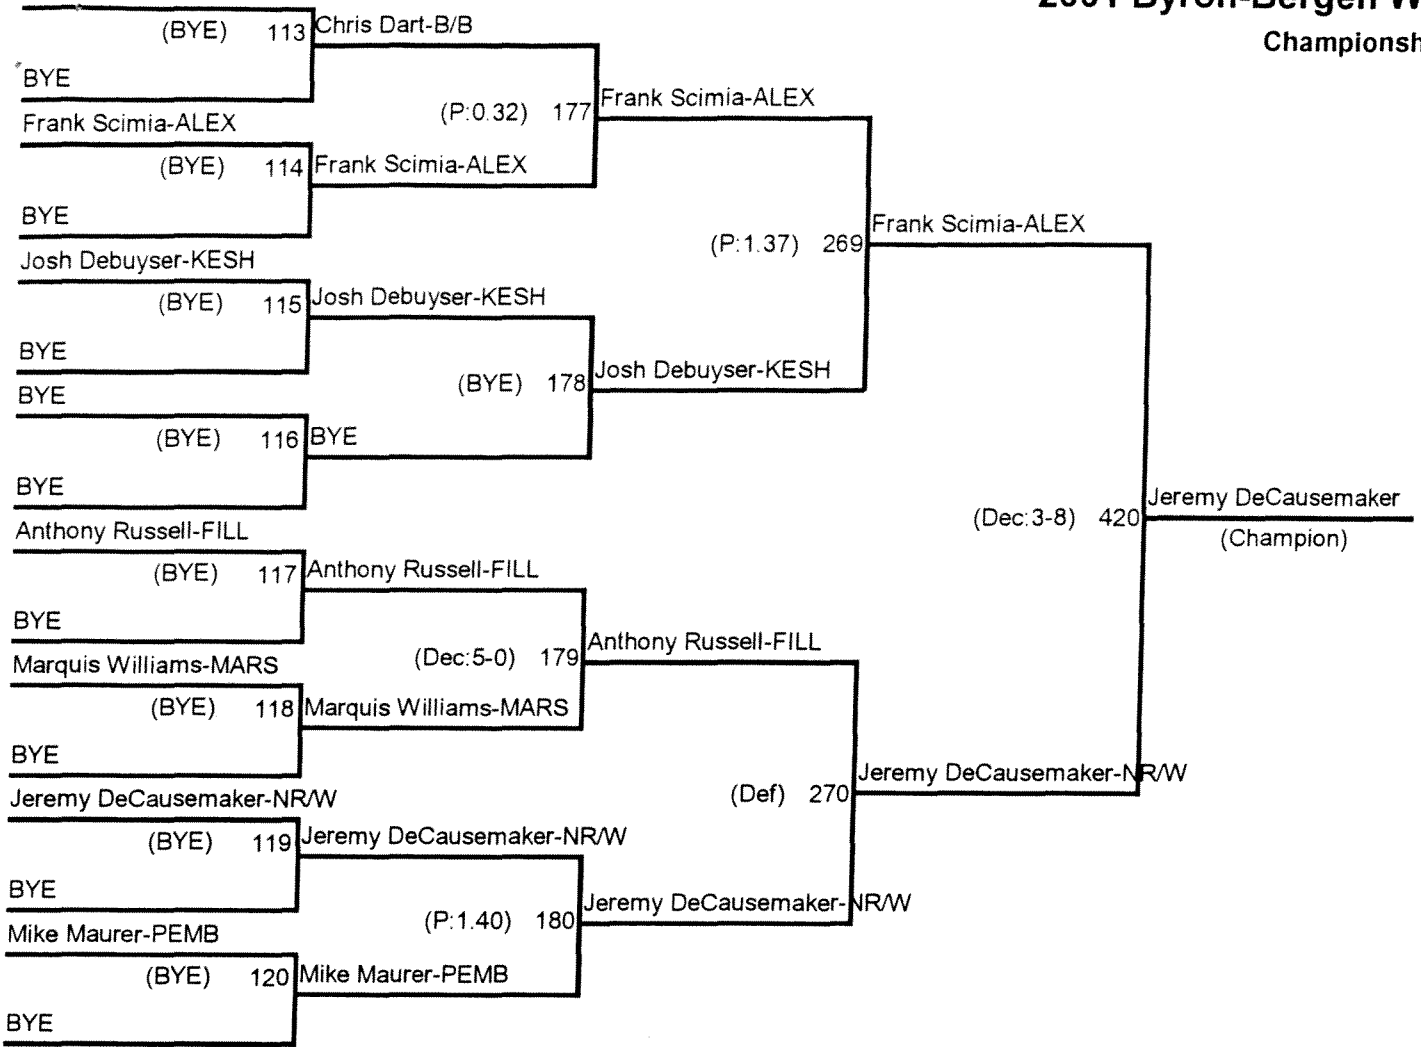 Championsh
(BYE) 113 Chris Dart-B/B
BYE
(P:0.32) 177 Frank Scimia-ALEX
Frank Scimia-ALEX
(BYE) 114 Frank Scimia-ALEX
BYE
(P:1.37) 269 Frank Scimia-ALEX
Josh Debuyser-KESH
(BYE) 115 Josh Debuyser-KESH
BYE
(BYE) 178 Josh Debuyser-KESH
BYE
(BYE) 116 BYE
BYE
(Dec:3-8) 420 Jeremy DeCausemaker
(Champion)
Anthony Russell-FILL
(BYE) 117 Anthony Russell-FILL
BYE
(Dec:5-0) 179 Anthony Russell-FILL
Marquis Williams-MARS
(BYE) 118 Marquis Williams-MARS
BYE
(Def) 270 Jeremy DeCausemaker-NR/W
Jeremy DeCausemaker-NR/W
(BYE) 119 Jeremy DeCausemaker-NR/W
BYE
(P:1.40) 180 Jeremy DeCausemaker-NR/W
Mike Maurer-PEMB
(BYE) 120 Mike Maurer-PEMB
BYE